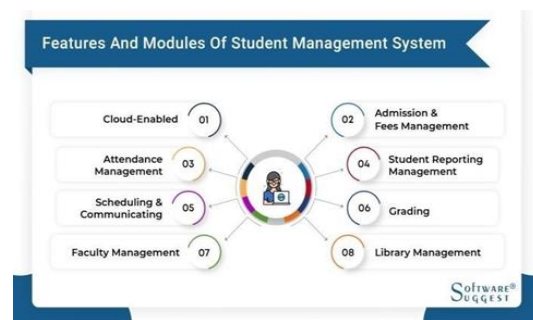 Features And Modules Of Student Management System
Cloud-Enabled 01
02 Admission &
Fees Management
Attendance
Management 03
04 Student Reporting
Management
Scheduling &
Communicating 05
06 Grading
Faculty Management 07
08 Library Management
Software®
Suggest